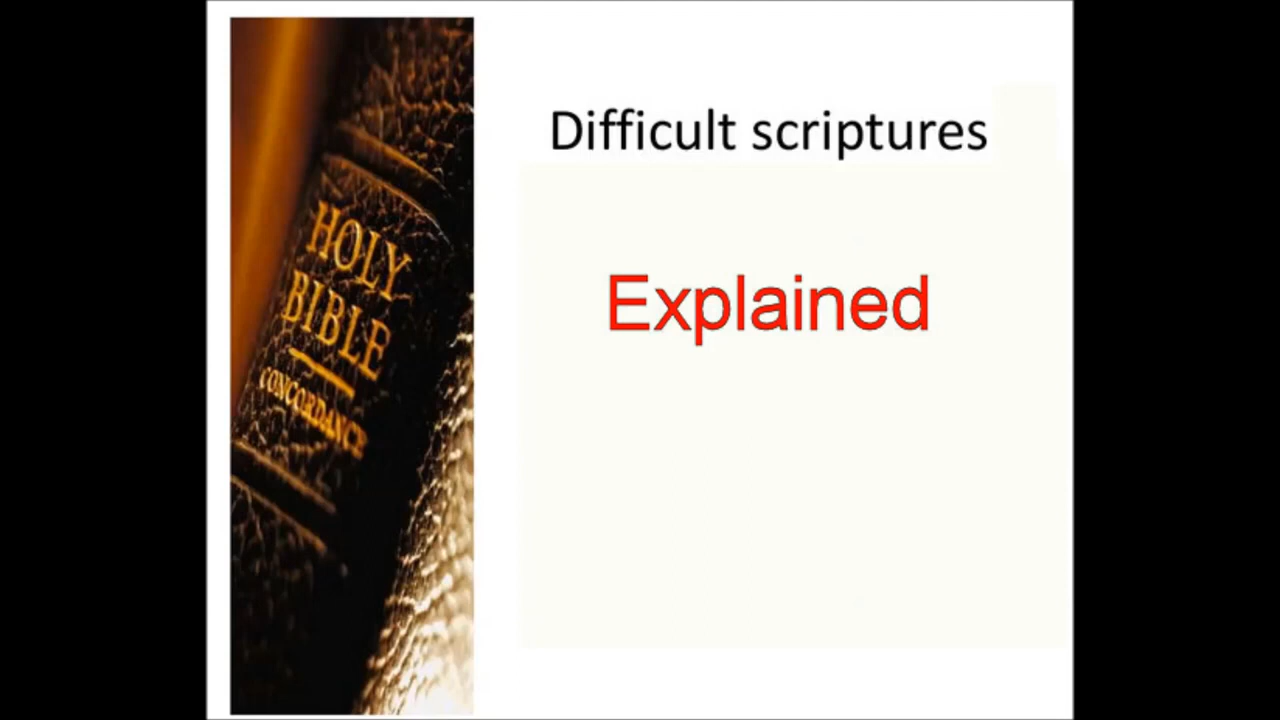 HOLY
BIBLE
CONCORDANCE
Difficult scriptures
Explained